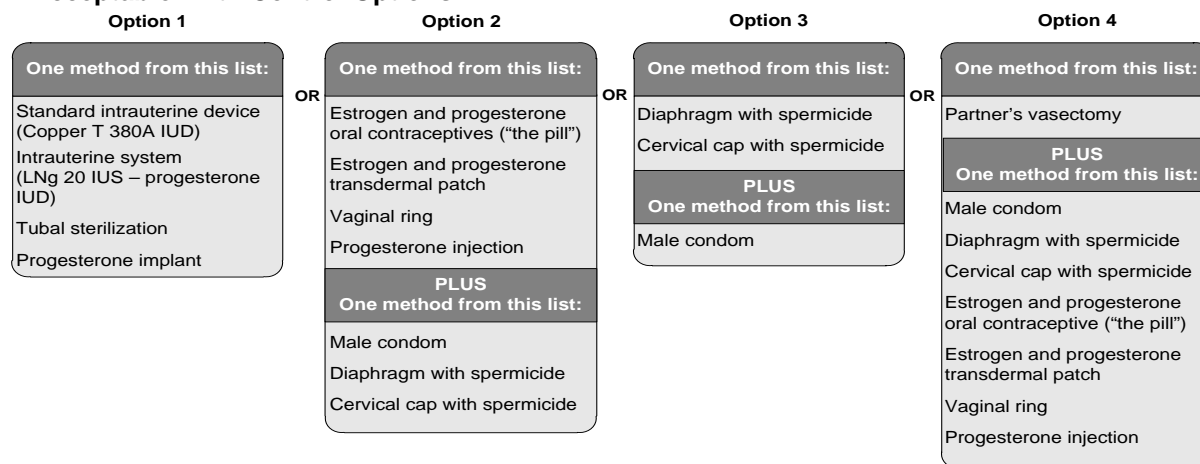 Option 1
One method from this list:
Standard intrauterine device
(Copper T 380A IUD)
Intrauterine system
(LNg 20 IUS – progesterone
IUD)
Tubal sterilization
Progesterone implant
OR
Option 2
One method from this list:
Estrogen and progesterone
oral contraceptives (“the pill”)
Estrogen and progesterone
transdermal patch
Vaginal ring
Progesterone injection
PLUS
One method from this list:
Male condom
Diaphragm with spermicide
Cervical cap with spermicide
OR
Option 3
One method from this list:
Diaphragm with spermicide
Cervical cap with spermicide
PLUS
One method from this list:
Male condom
OR
Option 4
One method from this list:
Partner’s vasectomy
PLUS
One method from this list:
Male condom
Diaphragm with spermicide
Cervical cap with spermicide
Estrogen and progesterone
oral contraceptive (“the pill”)
Estrogen and progesterone
transdermal patch
Vaginal ring
Progesterone injection